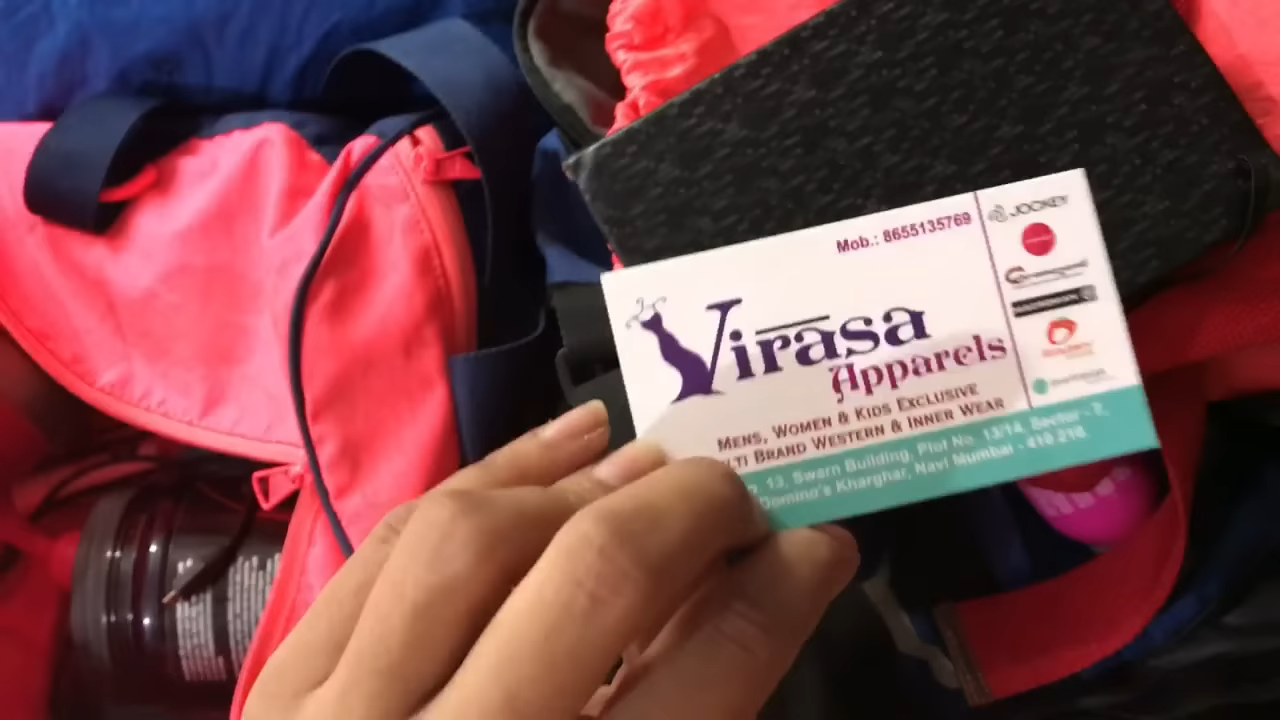 Mob.: 8655135769
JOCKEY
Virasa
Apparels
MENS, WOMEN & KIDS EXCLUSIVE
LTI BRAND WESTERN & INNER WEAR
13, Swarn Building, Plot No. 13/14, Sector - 7,
Domino's Kharghar, Navi Mumbai - 410 210